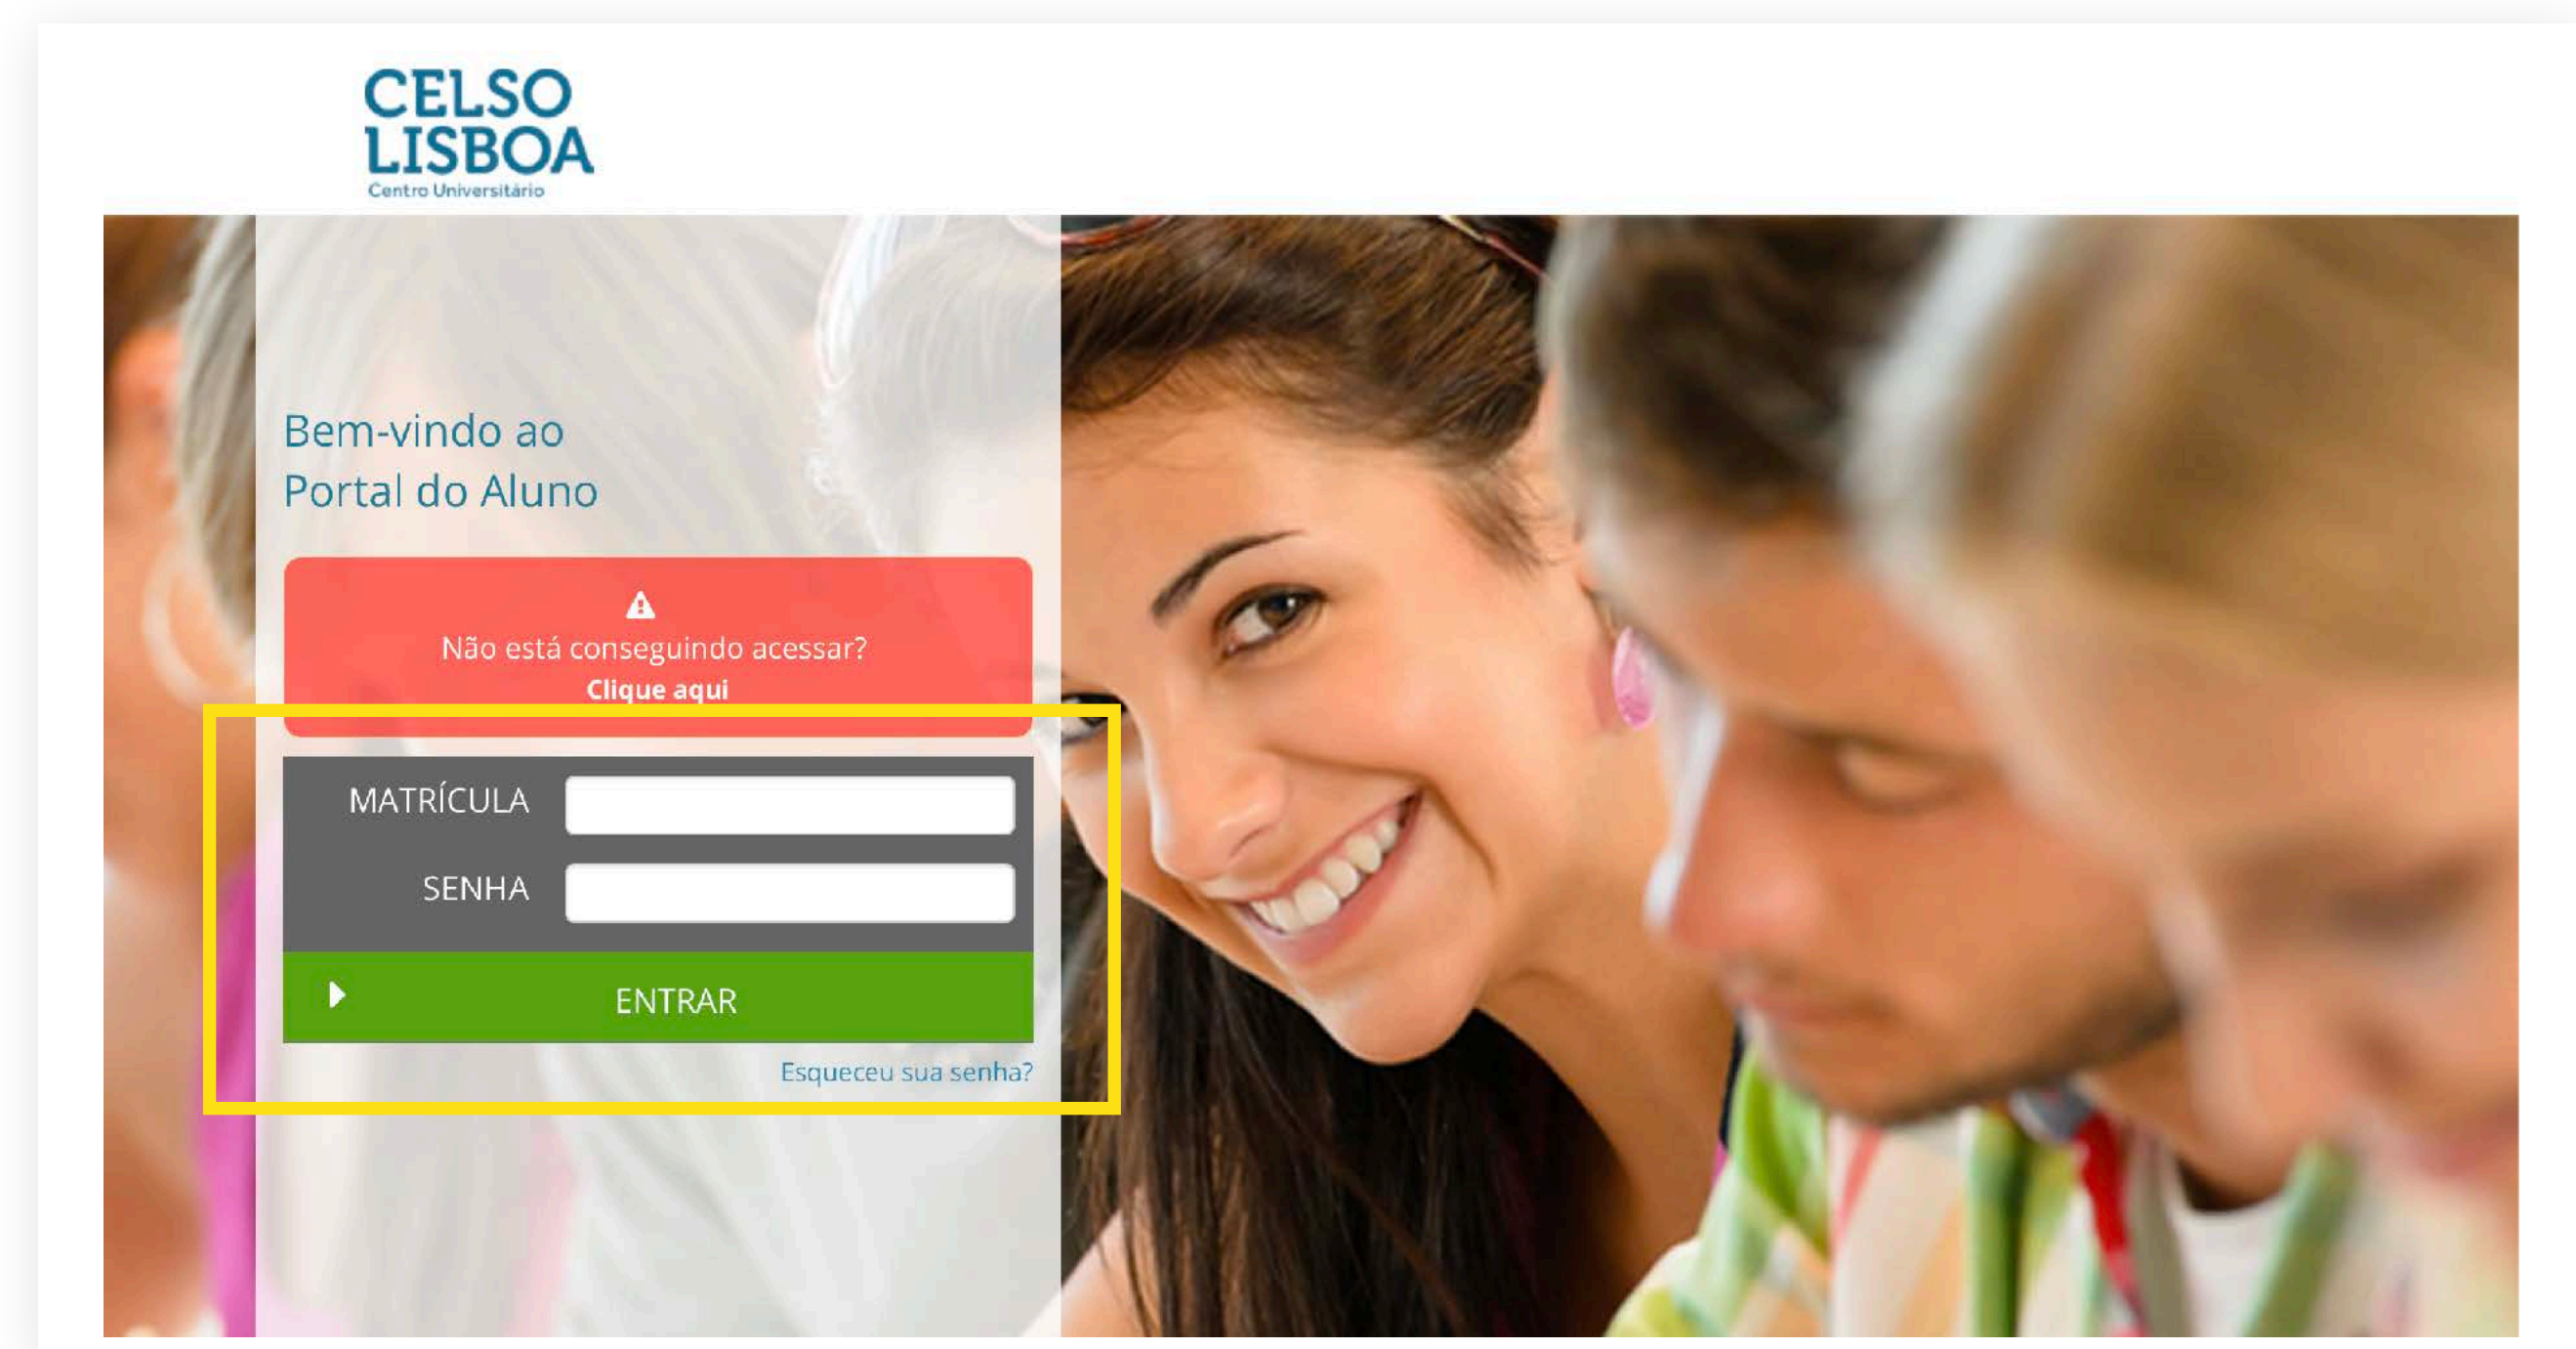 CELSO
LISBOA
Centro Universitário
Bem-vindo ao
Portal do Aluno
Não está conseguindo acessar?
Clique aqui
MATRÍCULA
SENHA
ENTRAR
Esqueceu sua senha?